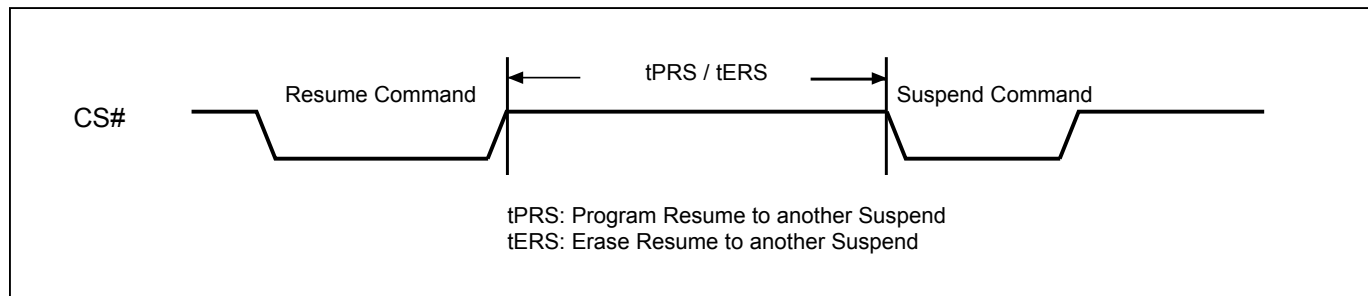 tPRS / tERS
Resume Command
Suspend Command
CS#
tPRS: Program Resume to another Suspend
tERS: Erase Resume to another Suspend